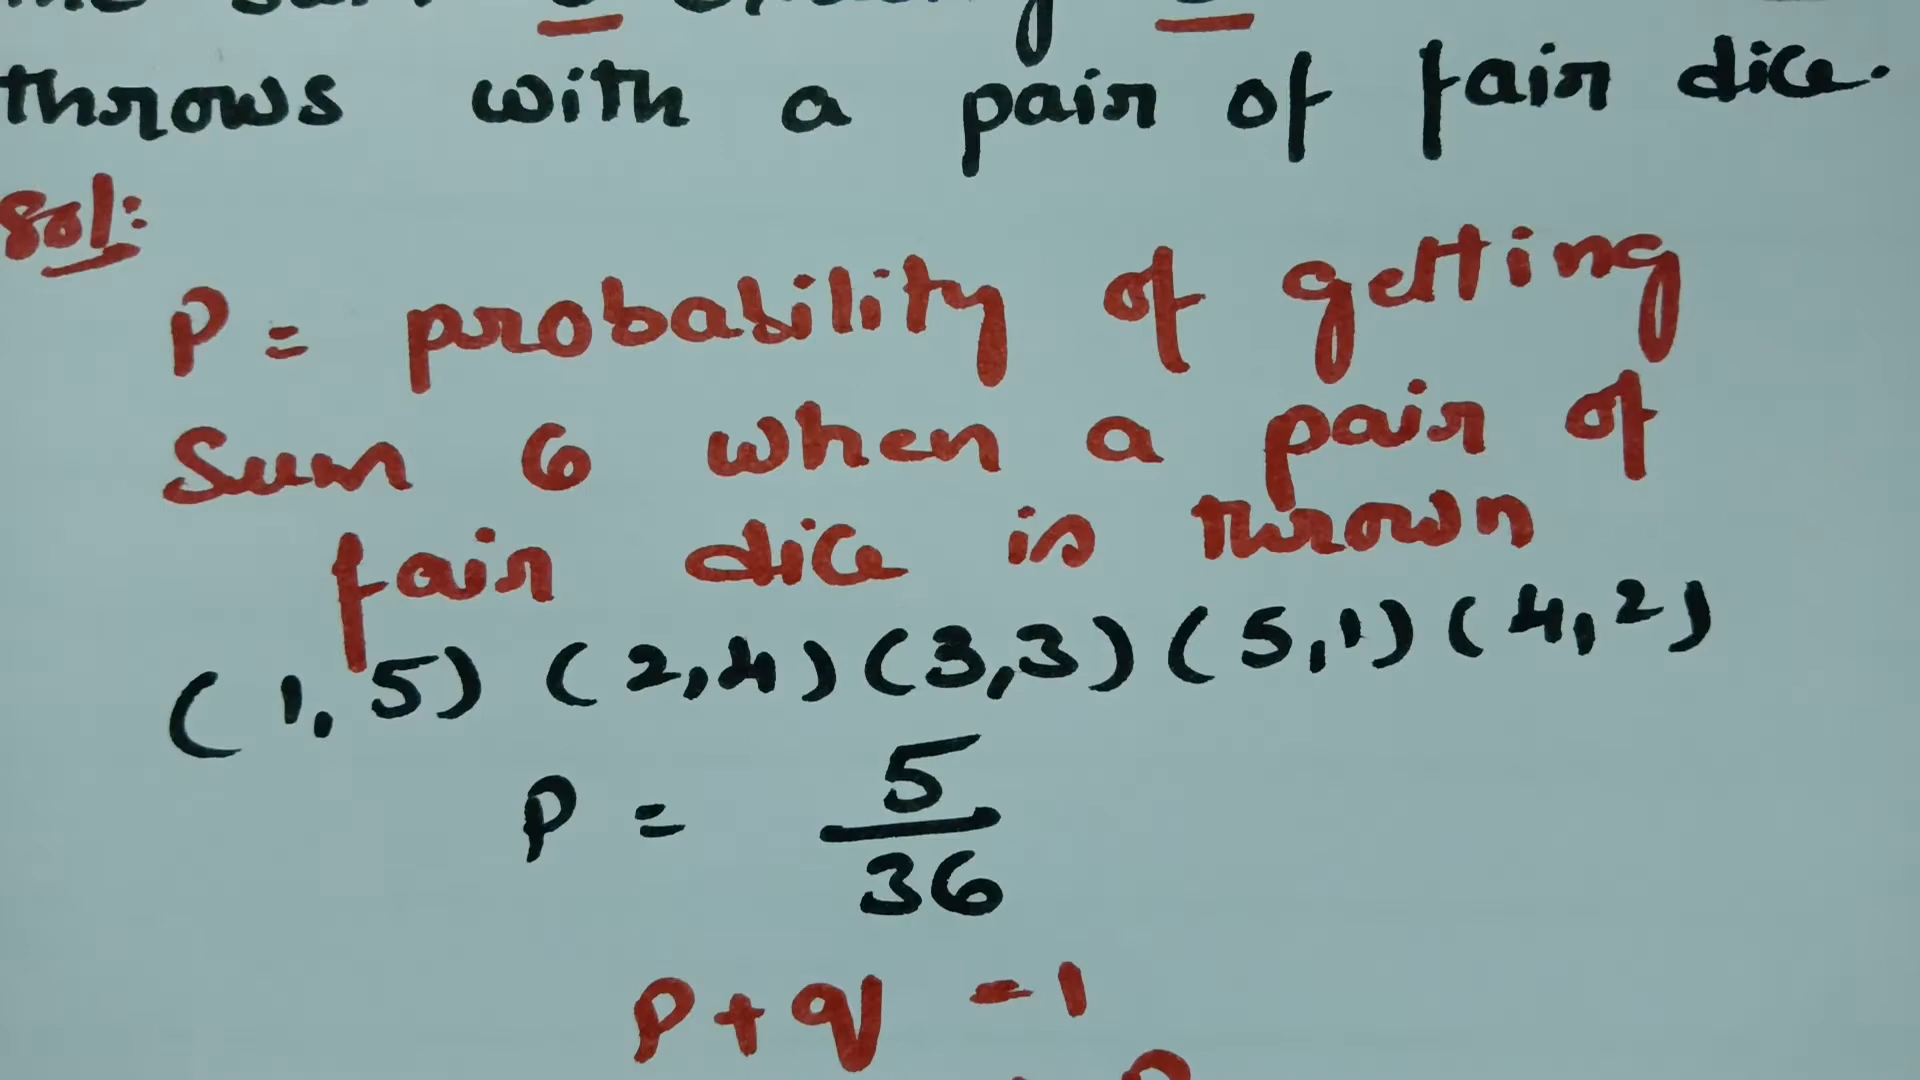 throws with a pair of fair dice.
Sol:
P = probability of getting
Sum 6 when a pair of
fair dice is thrown
(1,5) (2,4) (3,3) (5,1) (4,2)
P = 5/36
P + q = 1